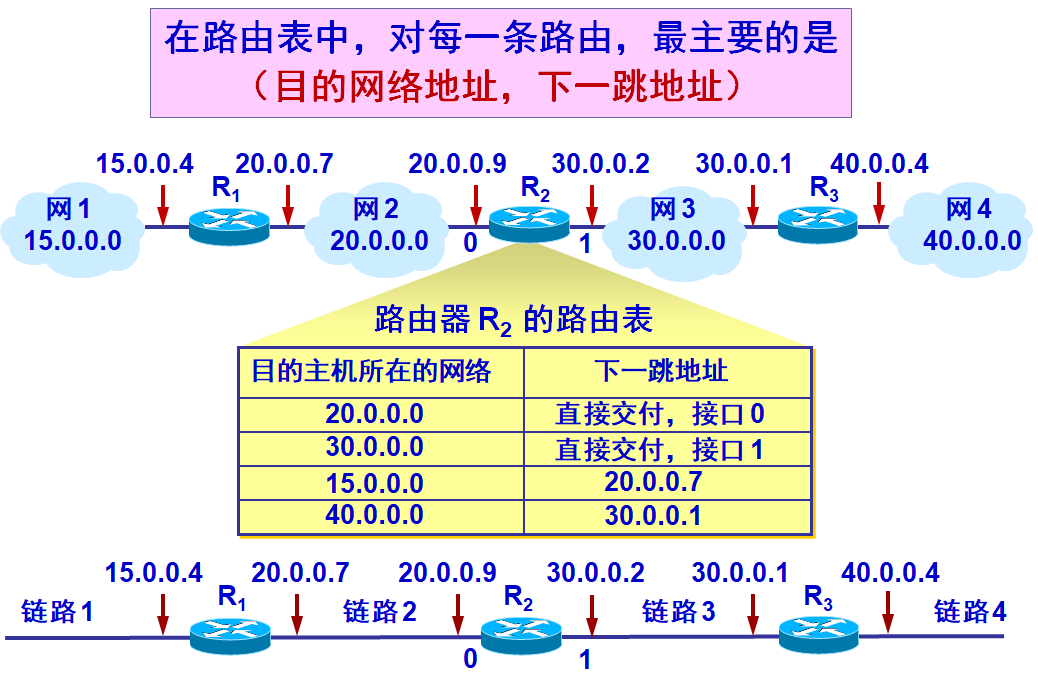 在路由表中，对每一条路由，最主要的是
（目的网络地址，下一跳地址）
15.0.0.4 20.0.0.7 20.0.0.9 30.0.0.2 30.0.0.1 40.0.0.4
R1 R2 R3
网1 网2 网3 网4
15.0.0.0 20.0.0.0 30.0.0.0 40.0.0.0
0 1
路由器 R2 的路由表
目的主机所在的网络 下一跳地址
20.0.0.0 直接交付，接口 0
30.0.0.0 直接交付，接口 1
15.0.0.0 20.0.0.7
40.0.0.0 30.0.0.1
15.0.0.4 20.0.0.7 20.0.0.9 30.0.0.2 30.0.0.1 40.0.0.4
R1 R2 R3
链路1 链路2 链路3 链路4
0 1